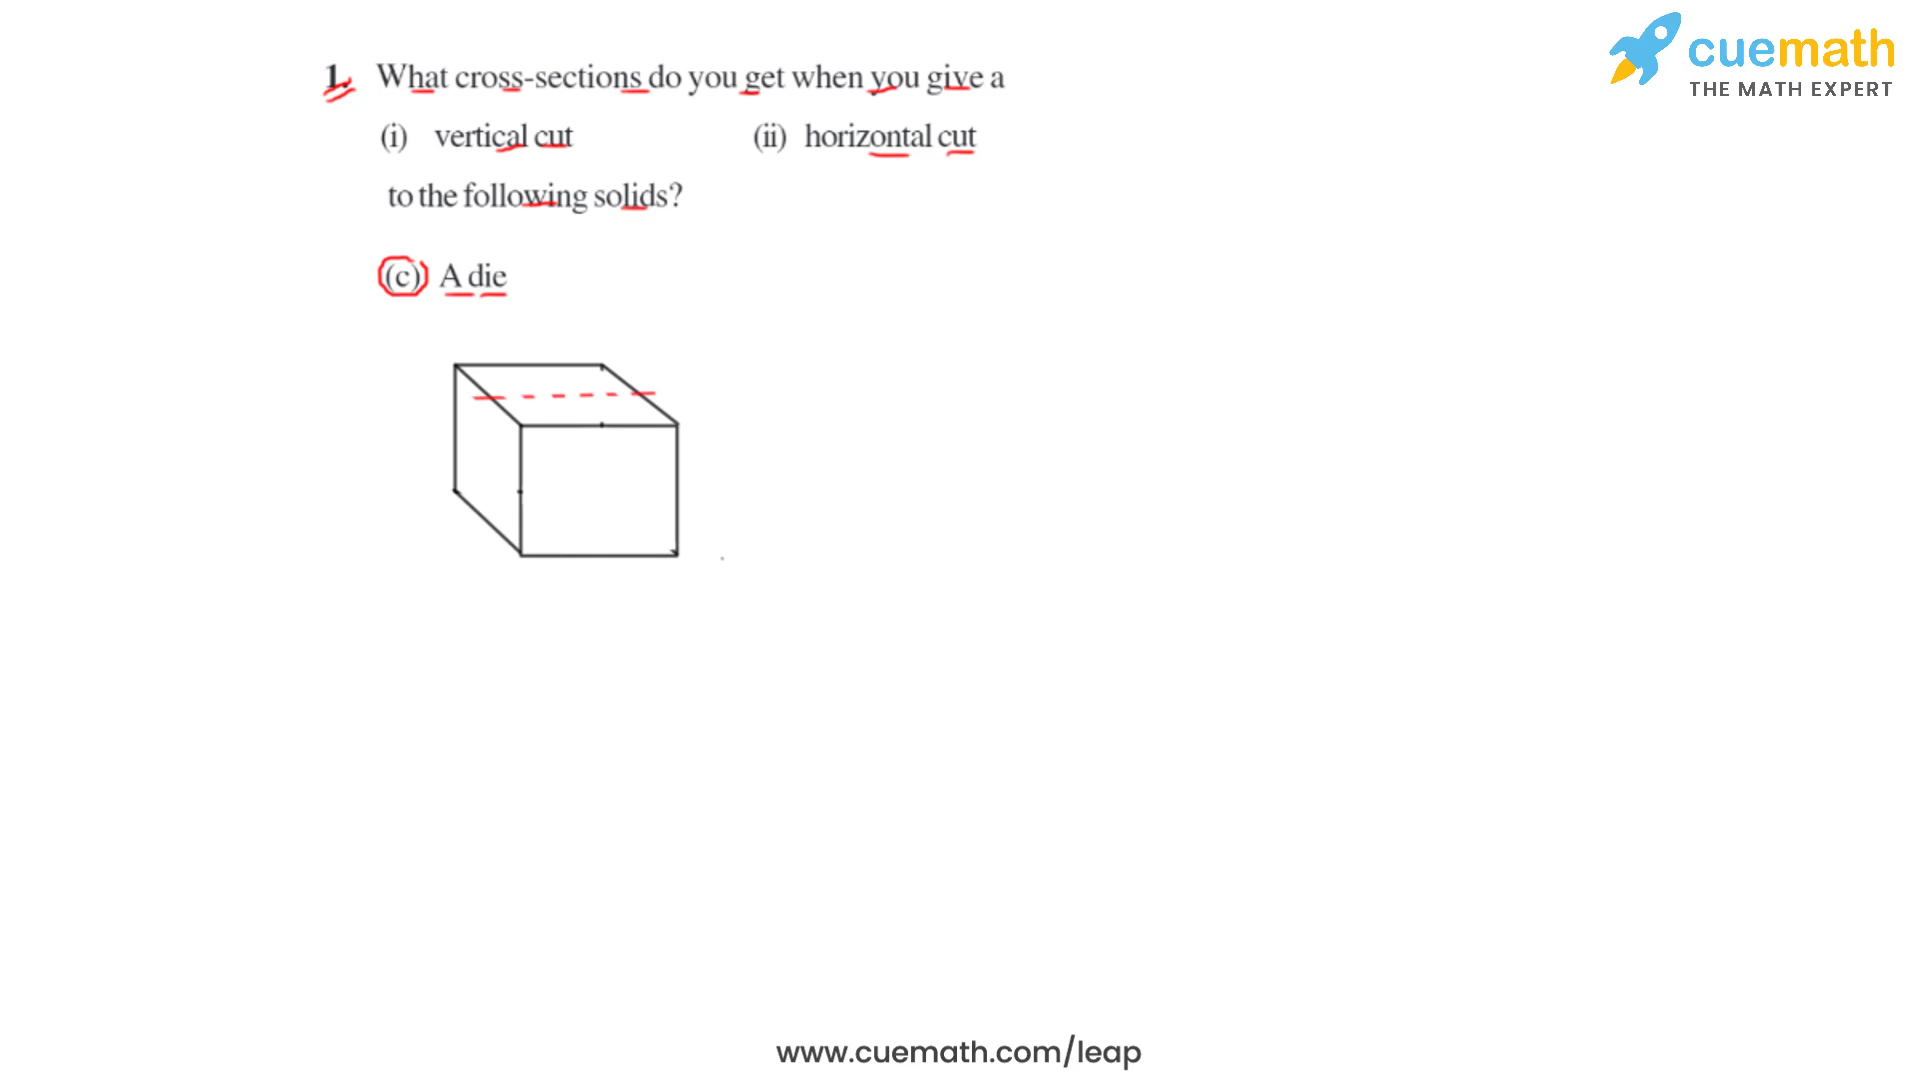 cuemath
THE MATH EXPERT
1. What cross-sections do you get when you give a
(i) vertical cut (ii) horizontal cut
to the following solids?
(c) A die
www.cuemath.com/leap